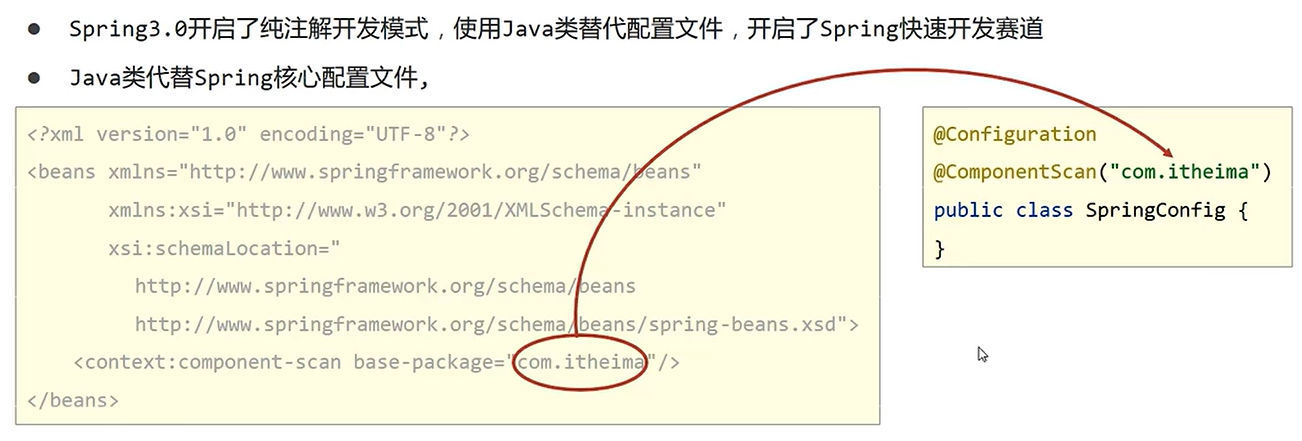 Spring3.0开启了纯注解开发模式，使用Java类替代配置文件，开启了Spring快速开发赛道
Java类代替Spring核心配置文件，
<?xml version="1.0" encoding="UTF-8"?>
<beans xmlns="http://www.springframework.org/schema/beans"
xmlns:xsi="http://www.w3.org/2001/XMLSchema-instance"
xsi:schemaLocation="
http://www.springframework.org/schema/beans
http://www.springframework.org/schema/beans/spring-beans.xsd">
<context:component-scan base-package="com.itheima"/>
</beans>
@Configuration
@ComponentScan("com.itheima")
public class SpringConfig {
}